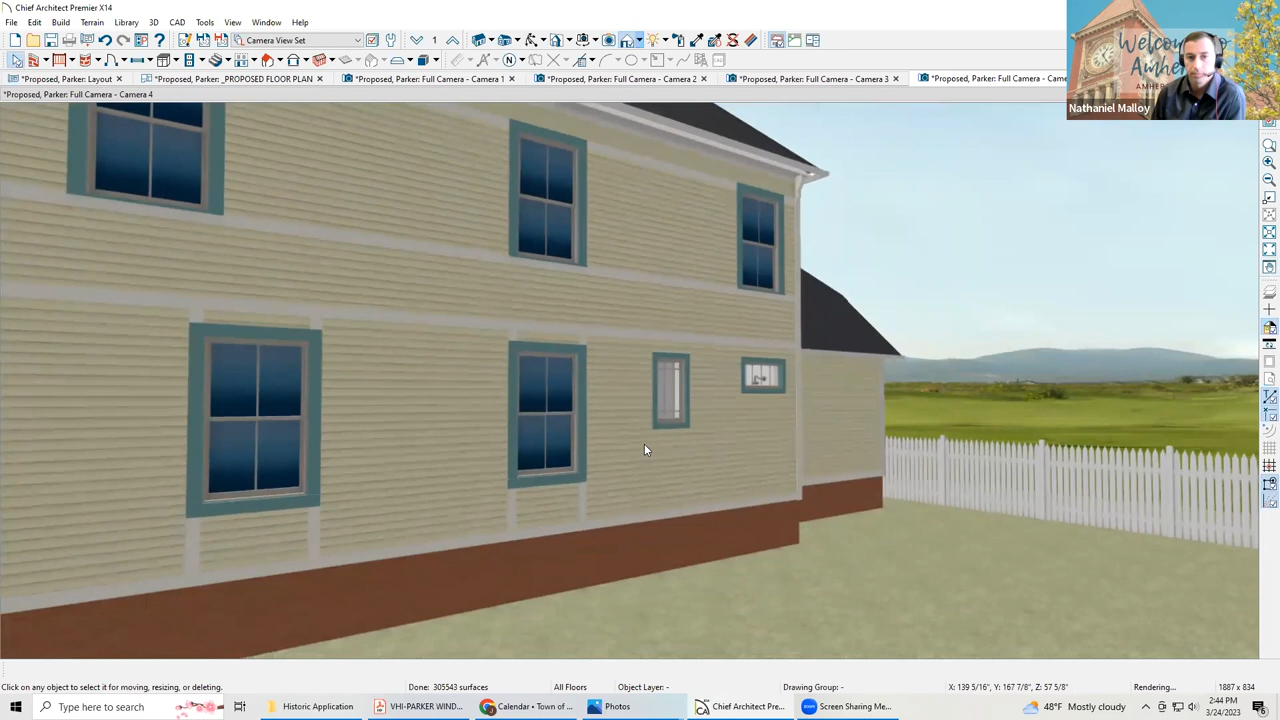 Chief Architect Premier X14
File Edit Build Terrain Library 3D CAD Tools View Window Help
Camera View Set
1
*Proposed, Parker: Layout
*Proposed, Parker: _PROPOSED FLOOR PLAN
*Proposed, Parker: Full Camera - Camera 1
*Proposed, Parker: Full Camera - Camera 2
*Proposed, Parker: Full Camera - Camera 3
*Proposed, Parker: Full Came
*Proposed, Parker: Full Camera - Camera 4
Nathaniel Malloy
Click on any object to select it for moving, resizing, or deleting.
Done: 305543 surfaces
All Floors
Object Layer: -
Drawing Group: -
X: 139 5/16", Y: 167 7/8", Z: 57 5/8"
Rendering...
1887 x 834
Type here to search
Historic Application
VHI-PARKER WIND...
Calendar • Town of ...
Photos
Chief Architect Pre...
Screen Sharing Me...
48°F Mostly cloudy
2:44 PM
3/24/2023